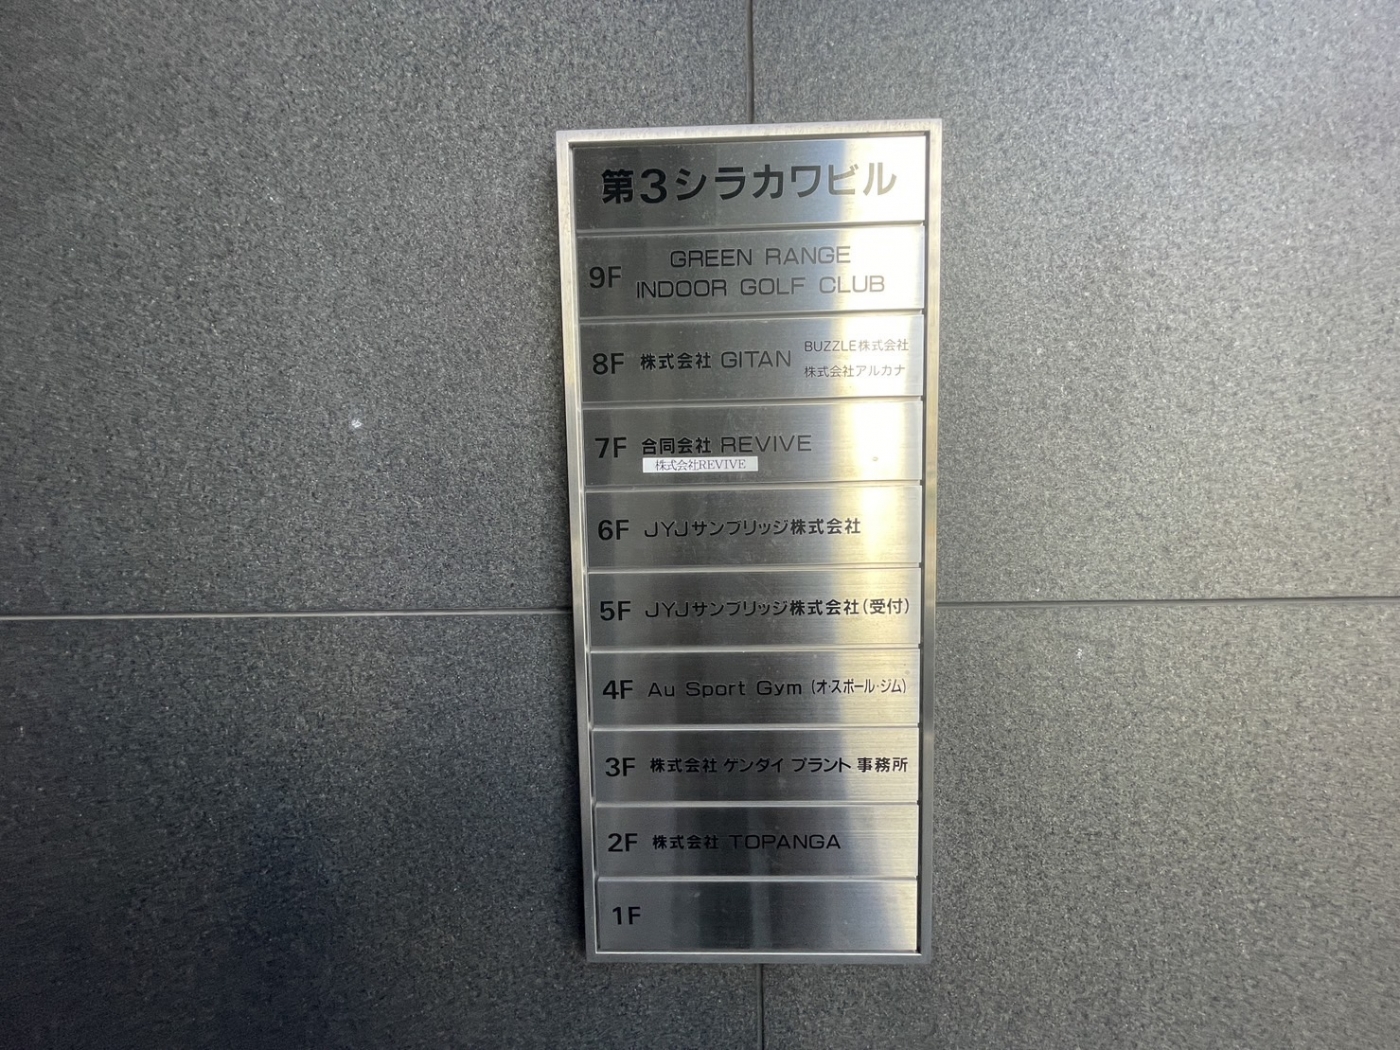 第3シラカワビル
9F GREEN RANGE
INDOOR GOLF CLUB
8F 株式会社 GITAN BUZZLE株式会社
株式会社アルカナ
7F 合同会社 REVIVE
株式会社REVIVE
6F JYJサンブリッジ株式会社
5F JYJサンブリッジ株式会社(受付)
4F Au Sport Gym (オ・スポール・ジム)
3F 株式会社 ケンダイ プラント 事務所
2F 株式会社 TOPANGA
1F